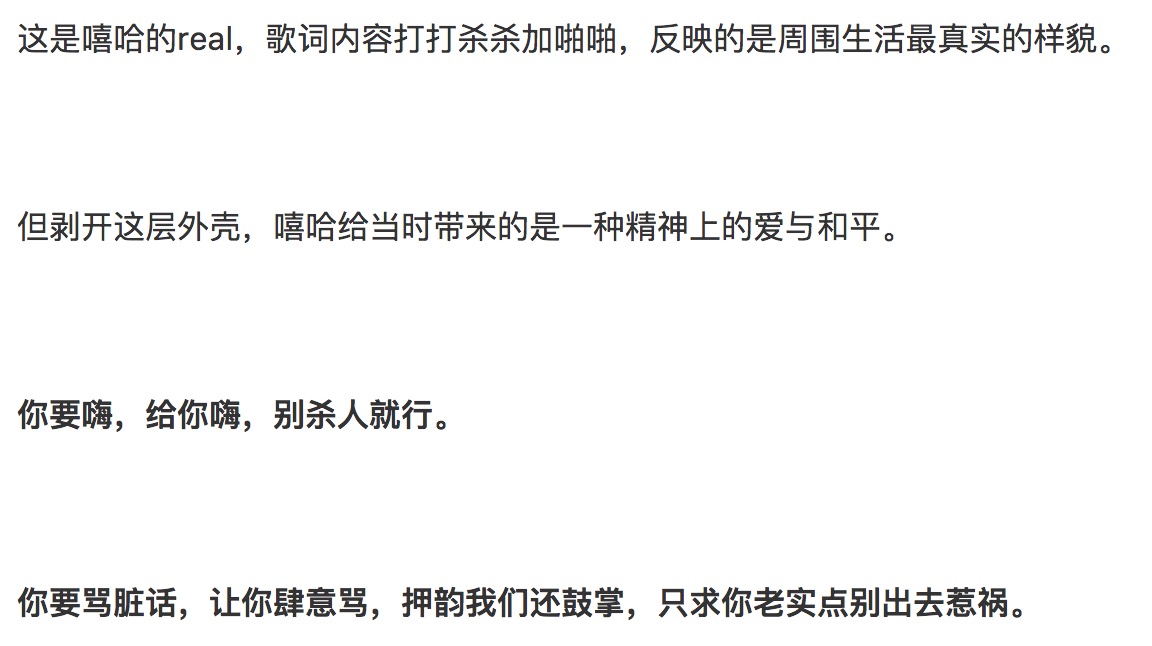 这是嘻哈的real，歌词内容打打杀杀加啪啪，反映的是周围生活最真实的样貌。
但剥开这层外壳，嘻哈给当时带来的是一种精神上的爱与和平。
你要嗨，给你嗨，别杀人就行。
你要骂脏话，让你肆意骂，押韵我们还鼓掌，只求你老实点别出去惹祸。